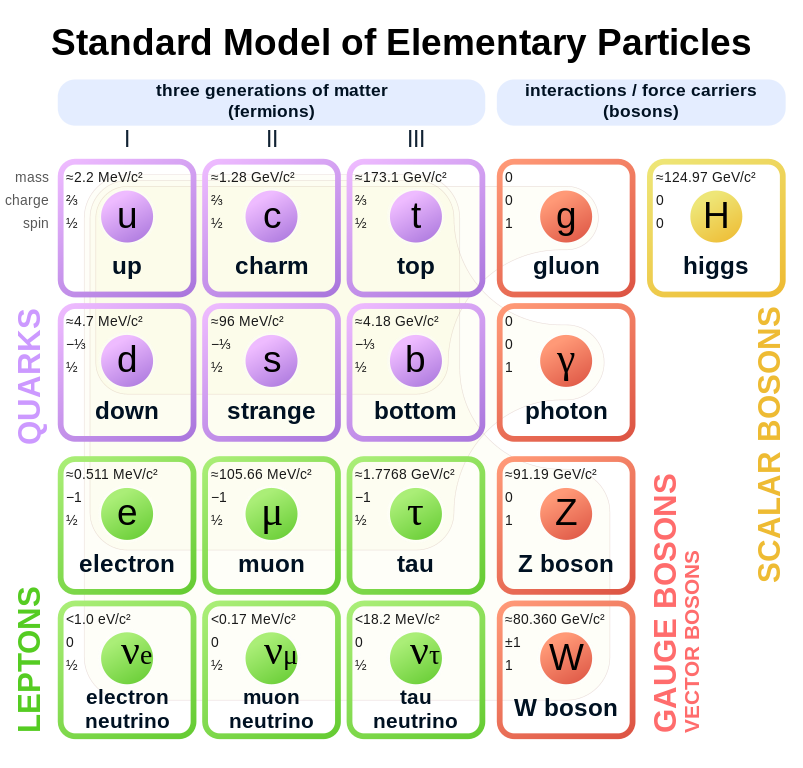 Standard Model of Elementary Particles
three generations of matter
(fermions)
interactions / force carriers
(bosons)
I
II
III
mass
charge
spin
≈2.2 MeV/c²
⅔
½
u
up
≈1.28 GeV/c²
⅔
½
c
charm
≈173.1 GeV/c²
⅔
½
t
top
0
0
1
g
gluon
≈124.97 GeV/c²
0
0
H
higgs
QUARKS
≈4.7 MeV/c²
−⅓
½
d
down
≈96 MeV/c²
−⅓
½
s
strange
≈4.18 GeV/c²
−⅓
½
b
bottom
0
0
1
γ
photon
SCALAR BOSONS
LEPTONS
≈0.511 MeV/c²
−1
½
e
electron
≈105.66 MeV/c²
−1
½
μ
muon
≈1.7768 GeV/c²
−1
½
τ
tau
≈91.19 GeV/c²
0
1
Z
Z boson
GAUGE BOSONS
VECTOR BOSONS
<1.0 eV/c²
0
½
νe
electron
neutrino
<0.17 MeV/c²
0
½
νμ
muon
neutrino
<18.2 MeV/c²
0
½
ντ
tau
neutrino
≈80.360 GeV/c²
±1
1
W
W boson